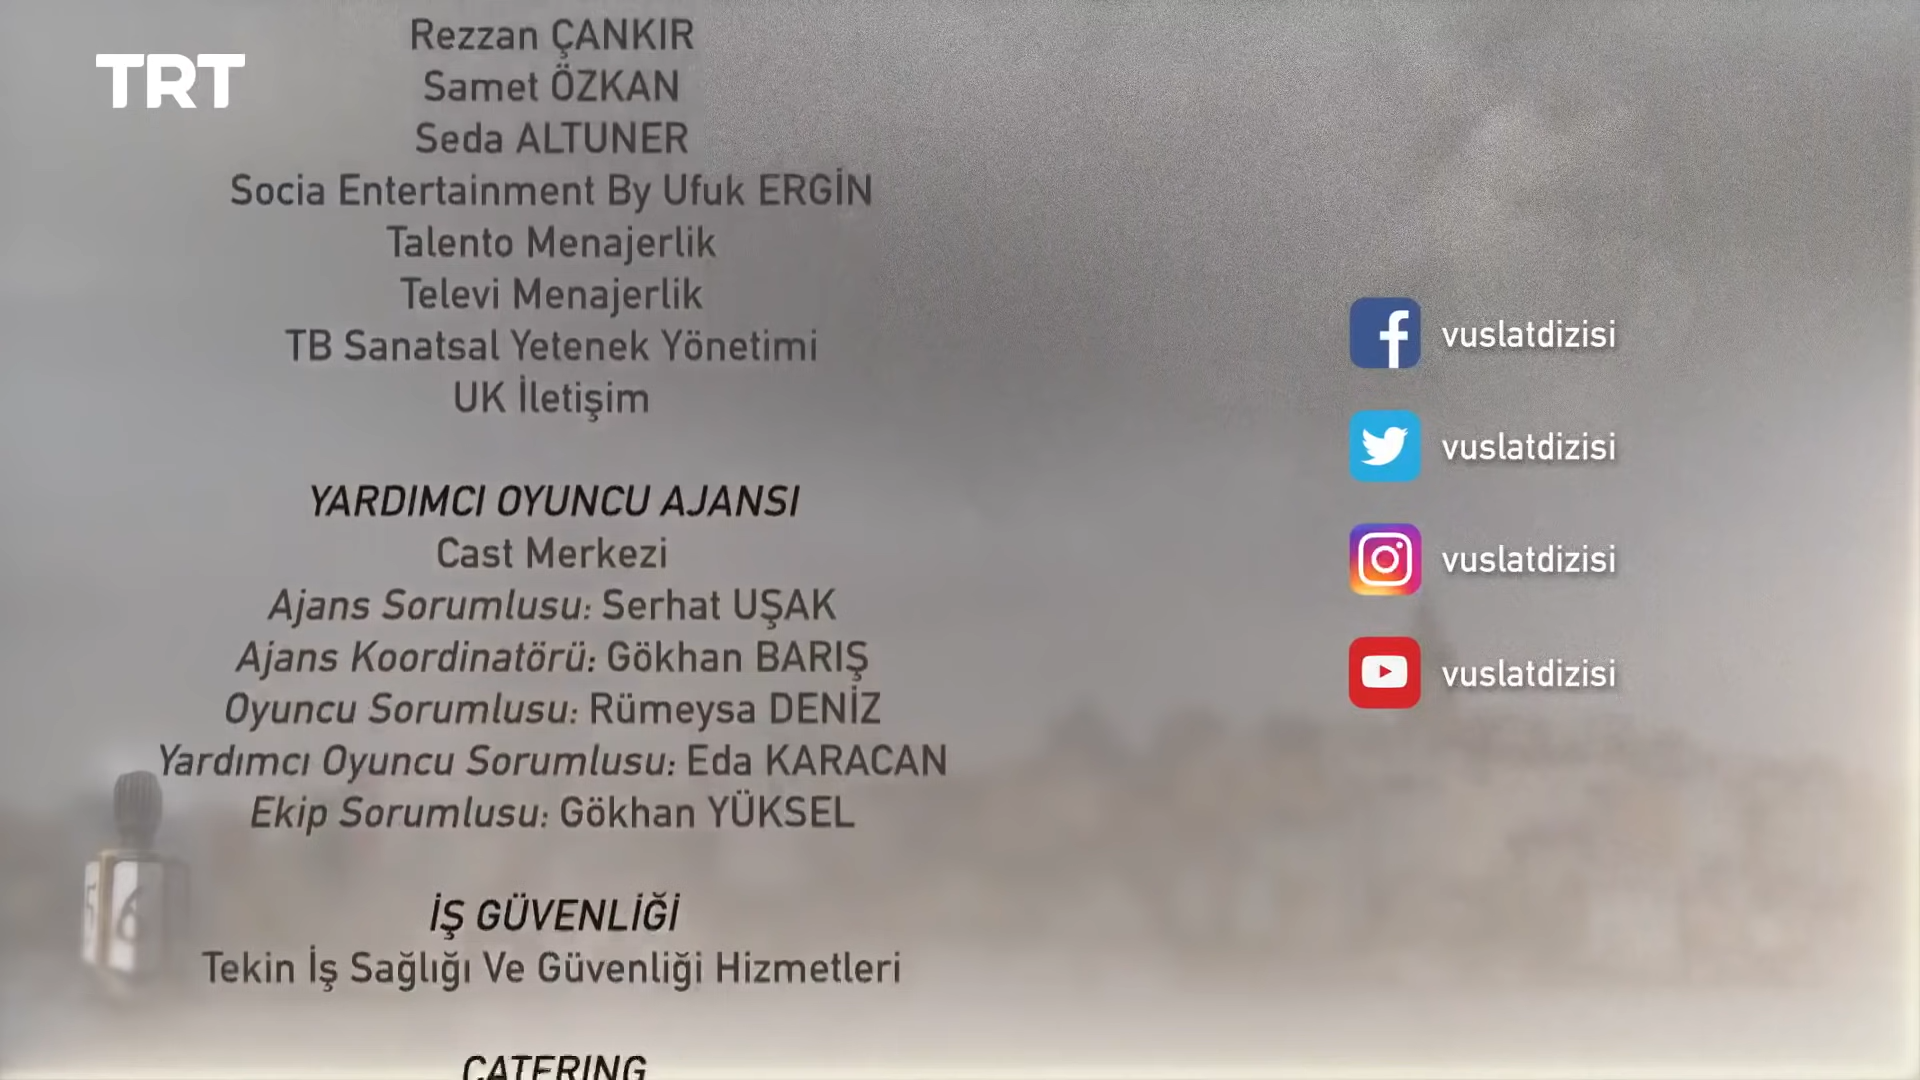 TRT
Rezzan ÇANKIR
Samet ÖZKAN
Seda ALTUNER
Socia Entertainment By Ufuk ERGİN
Talento Menajerlik
Televi Menajerlik
TB Sanatsal Yetenek Yönetimi
UK İletişim
YARDIMCI OYUNCU AJANSI
Cast Merkezi
Ajans Sorumlusu: Serhat UŞAK
Ajans Koordinatörü: Gökhan BARIŞ
Oyuncu Sorumlusu: Rümeysa DENİZ
Yardımcı Oyuncu Sorumlusu: Eda KARACAN
Ekip Sorumlusu: Gökhan YÜKSEL
İŞ GÜVENLİĞİ
Tekin İş Sağlığı Ve Güvenliği Hizmetleri
CATERING
vuslatdizisi
vuslatdizisi
vuslatdizisi
vuslatdizisi
5 6